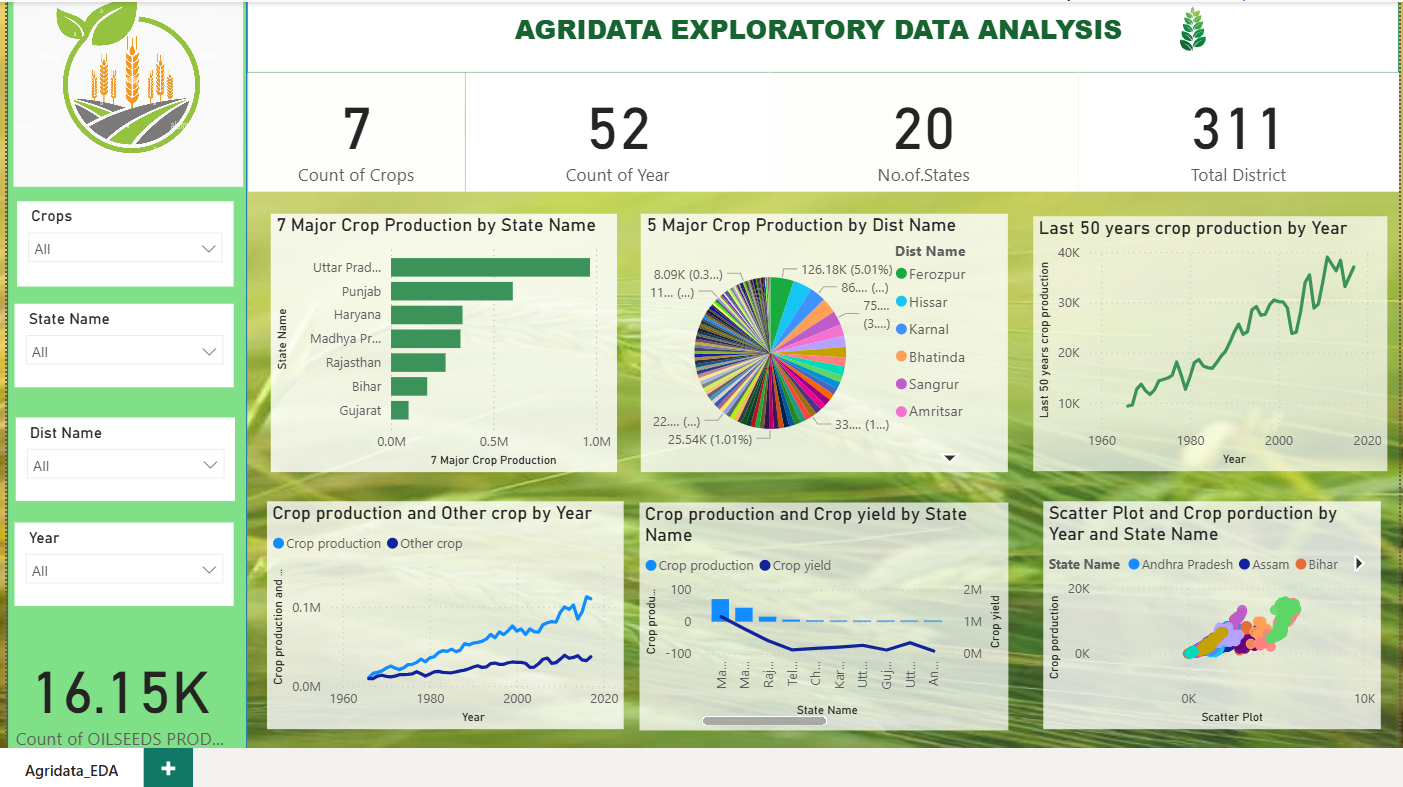 AGRIDATA EXPLORATORY DATA ANALYSIS
7
Count of Crops
52
Count of Year
20
No.of.States
311
Total District
Crops
All
State Name
All
Dist Name
All
Year
All
16.15K
Count of OILSEEDS PROD...
7 Major Crop Production by State Name
State Name
Uttar Prad...
Punjab
Haryana
Madhya Pr...
Rajasthan
Bihar
Gujarat
0.0M 0.5M 1.0M
7 Major Crop Production
5 Major Crop Production by Dist Name
8.09K (0.3...)
11... (...)
22.... (...)
25.54K (1.01%)
126.18K (5.01%)
86.... (...)
75....
(3....)
33.... (1...)
Dist Name
Ferozpur
Hissar
Karnal
Bhatinda
Sangrur
Amritsar
Last 50 years crop production by Year
Last 50 years crop production
40K
30K
20K
10K
1960 1980 2000 2020
Year
Crop production and Other crop by Year
Crop production Other crop
Crop production and ...
0.1M
0.0M
1960 1980 2000 2020
Year
Crop production and Crop yield by State
Name
Crop production Crop yield
Crop produ...
100
0
-100
2M
1M
0M
Crop yield
Ma... Ma... Raj... Tel... Ch... Kar... Utt... Guj... Utt... An...
State Name
Scatter Plot and Crop porduction by
Year and State Name
State Name Andhra Pradesh Assam Bihar
Crop porduction
20K
0K
0K 10K
Scatter Plot
Agridata_EDA
+